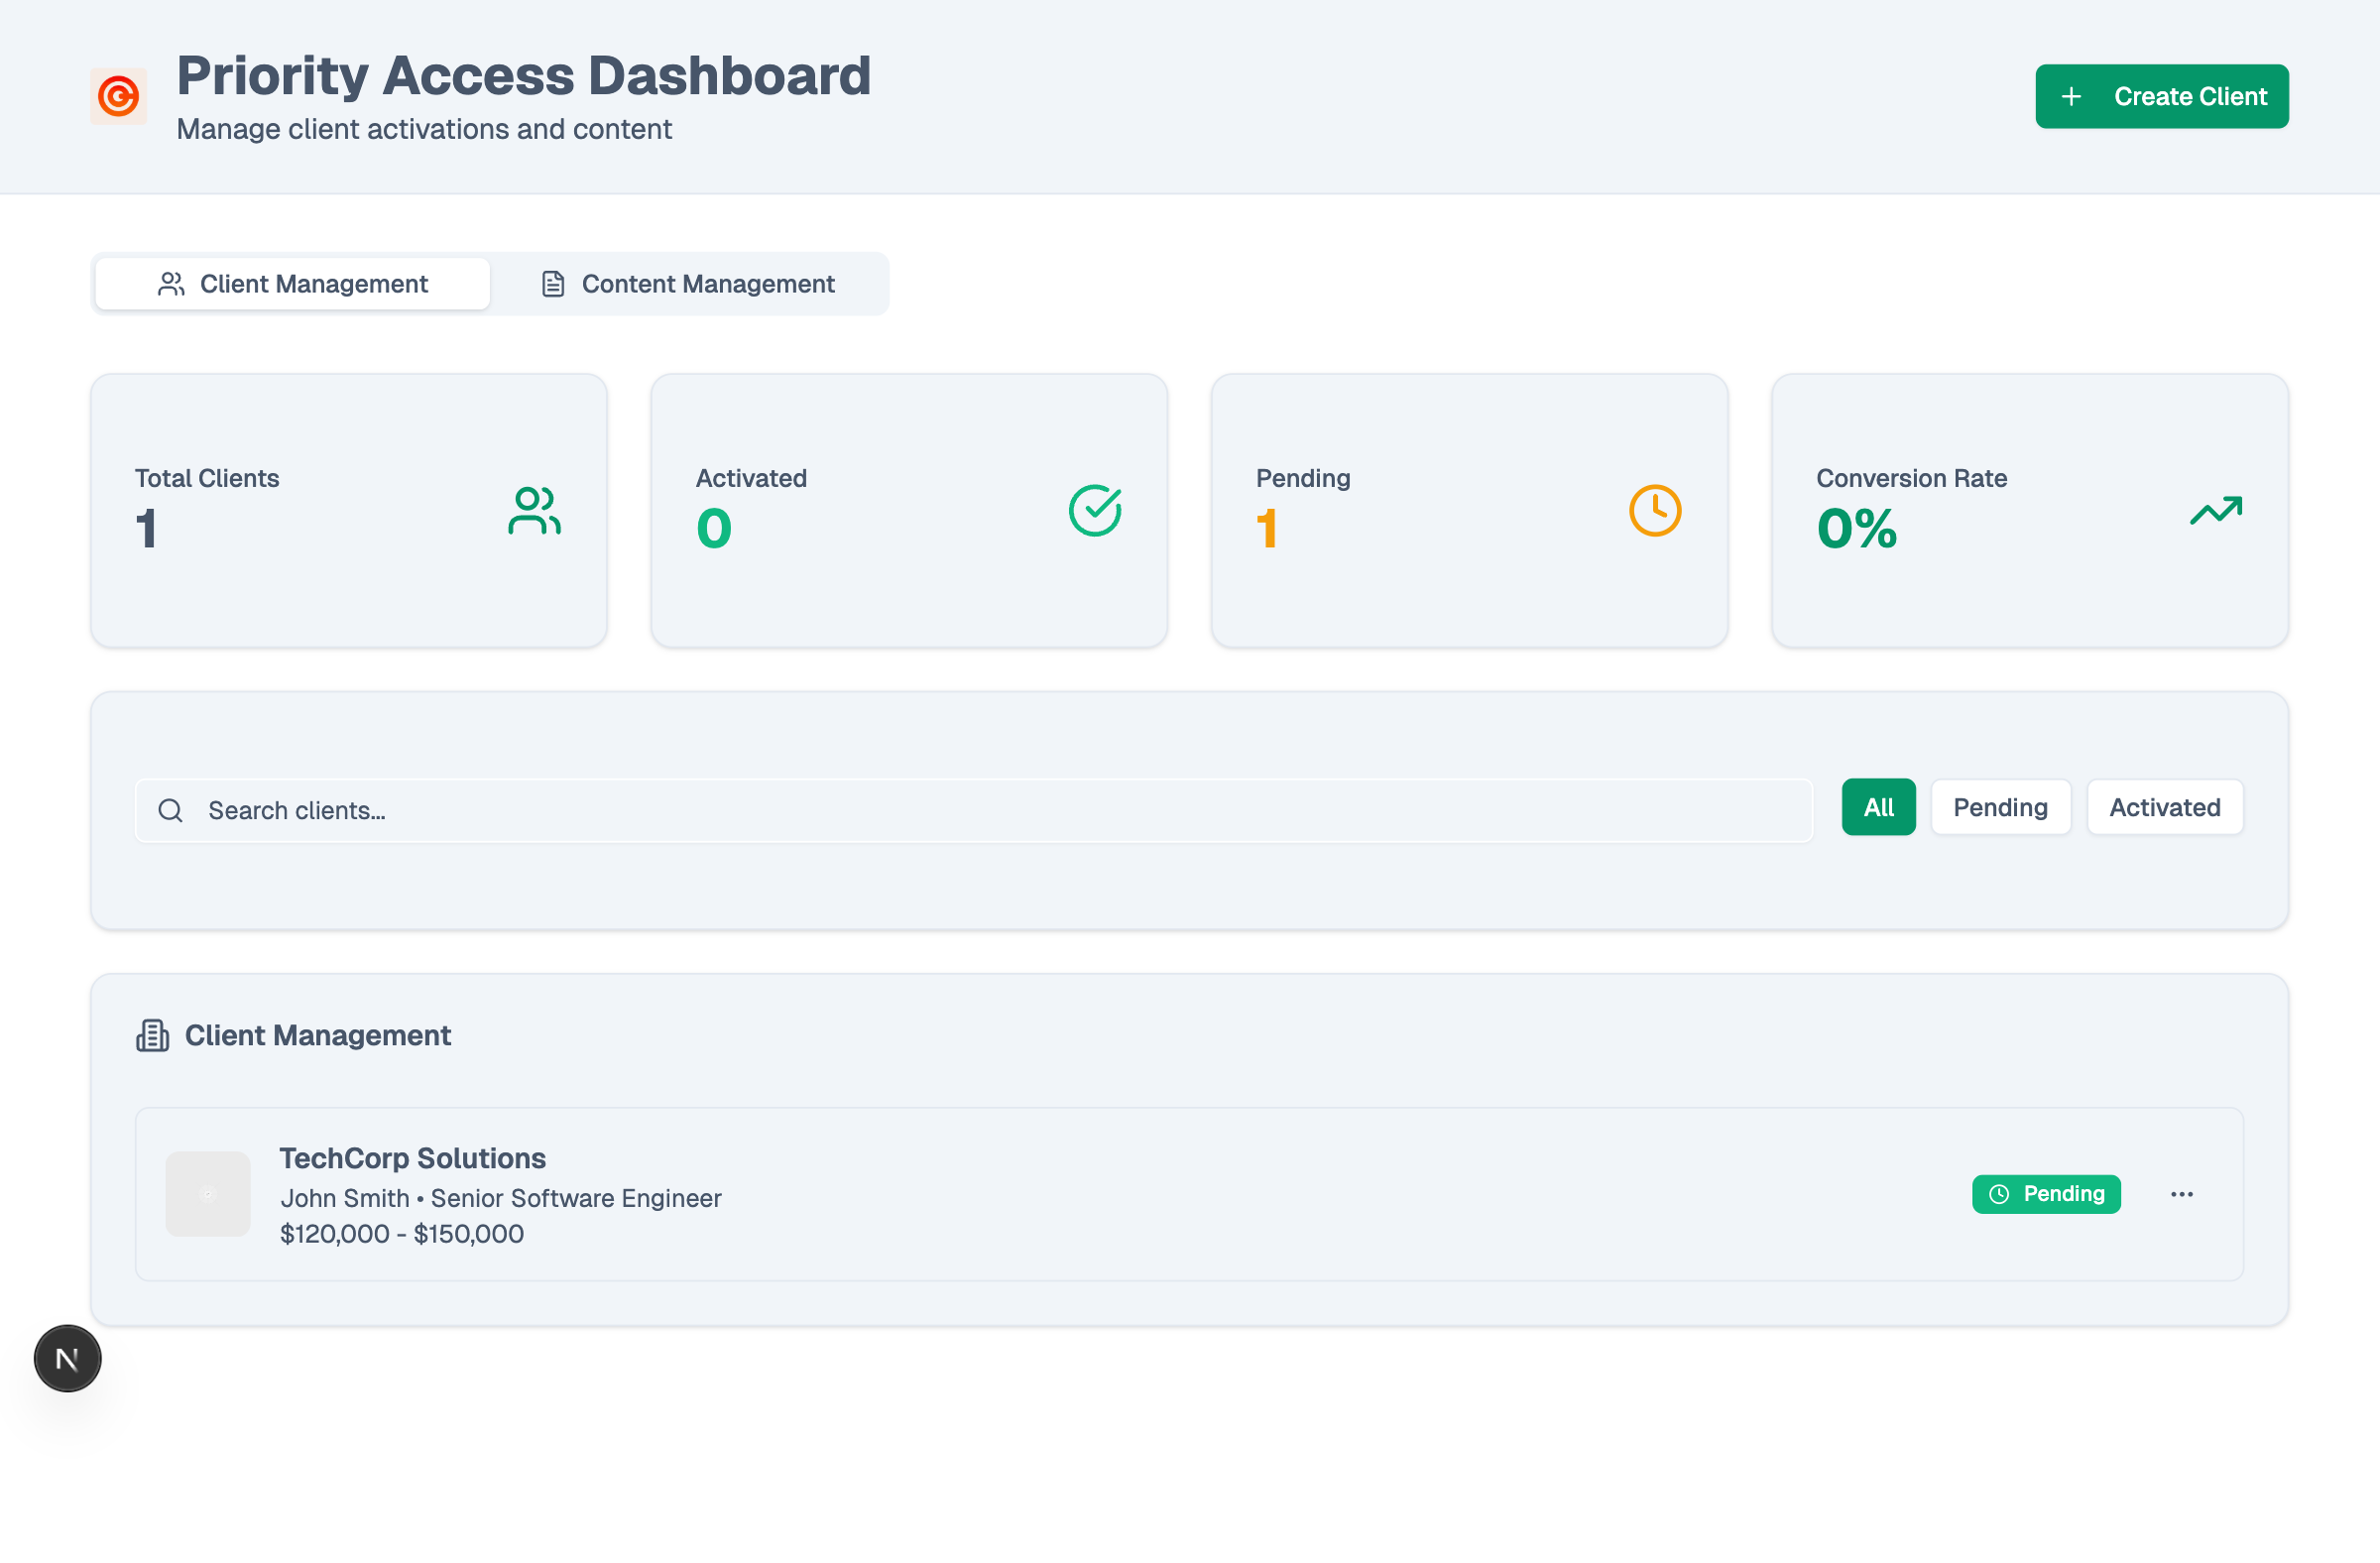 Priority Access Dashboard
Manage client activations and content
Create Client
Client Management
Content Management
Total Clients
1
Activated
0
Pending
1
Conversion Rate
0%
Search clients...
All
Pending
Activated
Client Management
TechCorp Solutions
John Smith • Senior Software Engineer
$120,000 - $150,000
Pending
N